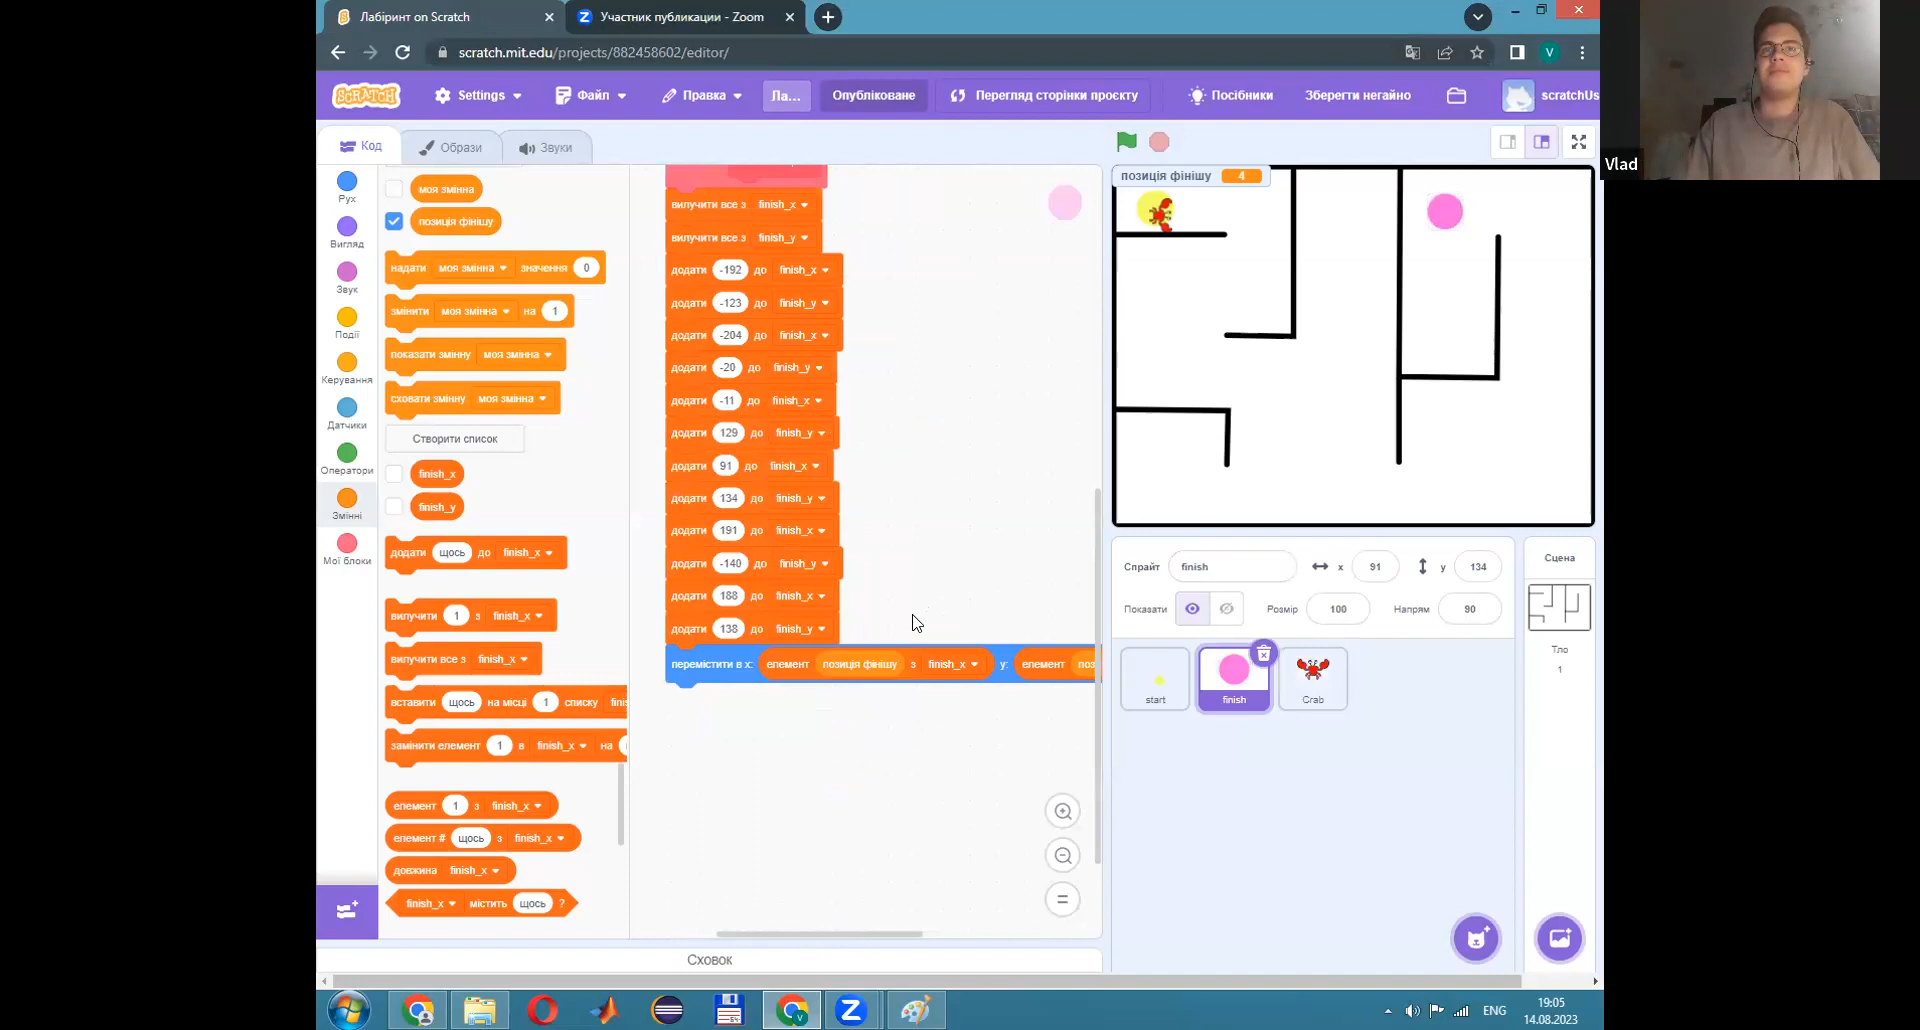 Лабіринт on Scratch
Участник публикации - Zoom
scratch.mit.edu/projects/882458602/editor/
V
SCRATCH
Settings
Файл
Правка
Ла...
Опубліковане
Перегляд сторінки проєкту
Посібники
Зберегти негайно
scratchUs
Vlad
Код
Образи
Звуки
Рух
Вигляд
Звук
Події
Керування
Датчики
Оператори
Змінні
Мої блоки
моя змінна
позиція фінішу
надати моя змінна значення 0
змінити моя змінна на 1
показати змінну моя змінна
сховати змінну моя змінна
Створити список
finish_x
finish_y
додати щось до finish_x
вилучити 1 з finish_x
вилучити все з finish_x
вставити щось на місці 1 списку
замінити елемент 1 в finish_x на
елемент 1 з finish_x
елемент # щось з finish_x
довжина finish_x
finish_x містить щось ?
вилучити все з finish_x
вилучити все з finish_y
додати -192 до finish_x
додати -123 до finish_y
додати -204 до finish_x
додати -20 до finish_y
додати -11 до finish_x
додати 129 до finish_y
додати 91 до finish_x
додати 134 до finish_y
додати 191 до finish_x
додати -140 до finish_y
додати 188 до finish_x
додати 138 до finish_y
перемістити в x: елемент позиція фінішу з finish_x y: елемент
Сховок
позиція фінішу 4
Спрайт finish x 91 y 134
Показати Розмір 100 Напрям 90
start
finish
Crab
Сцена
Тло
1
ENG
19:05
14.08.2023